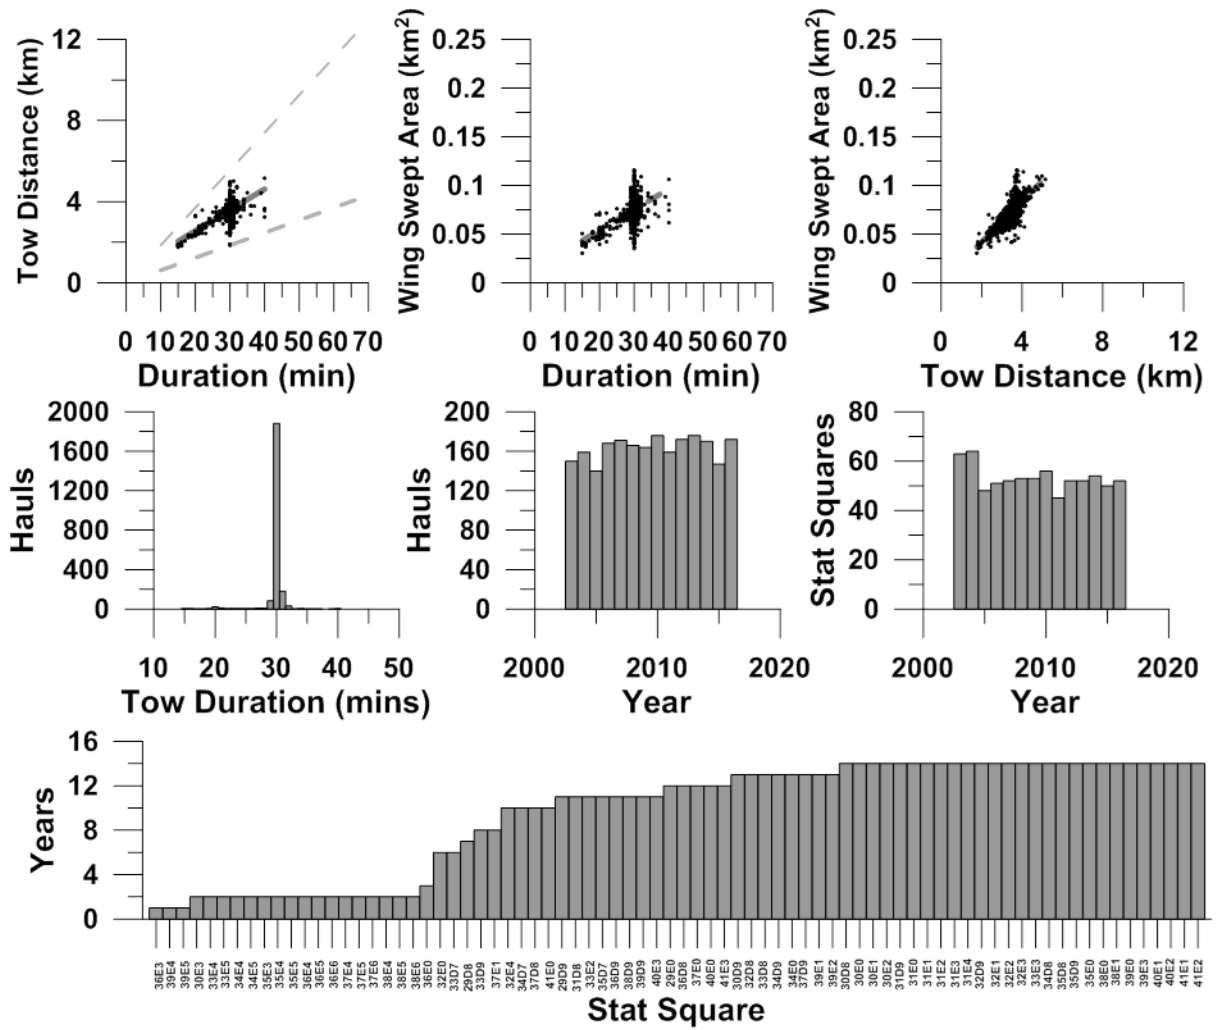 Tow Distance (km)
12
8
4
0
0 10 20 30 40 50 60 70
Duration (min)
Wing Swept Area (km²)
0.25
0.2
0.15
0.1
0.05
0
0 10 20 30 40 50 60 70
Duration (min)
Wing Swept Area (km²)
0.25
0.2
0.15
0.1
0.05
0
0 4 8 12
Tow Distance (km)
Hauls
2000
1600
1200
800
400
0
10 20 30 40 50
Tow Duration (mins)
Hauls
200
160
120
80
40
0
2000 2010 2020
Year
Stat Squares
80
60
40
20
0
2000 2010 2020
Year
Years
16
12
8
4
0
36E3
39E4
39E5
30E3
33E4
33E5
34E4
34E5
35E3
35E4
35E5
36E4
36E5
36E6
37E4
37E5
37E6
38E4
38E5
38E6
36E0
32E0
33D7
29D8
33D9
37E1
32E4
34D7
37D8
41E0
29D9
31D8
33E2
35D7
36D9
38D9
39D9
40E3
29E0
36D8
37E0
40E0
41E3
30D9
32D8
33D8
34D9
34E0
37D9
39E1
39E2
30D8
30E0
30E1
30E2
31D9
31E0
31E1
31E2
31E3
31E4
32D9
32E1
32E2
32E3
33E3
34D8
35D8
35D9
35E0
38E0
38E1
39E0
39E3
40E1
40E2
41E1
41E2
Stat Square